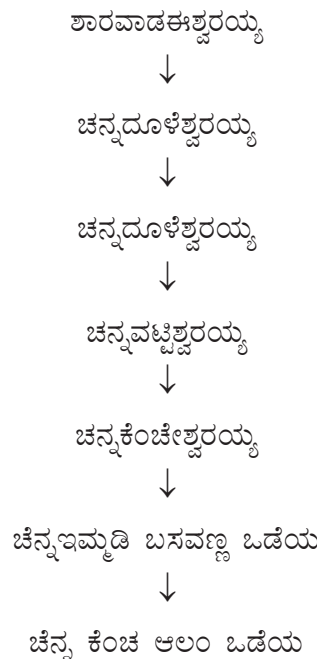 ಶಾರವಾಡಈಶ್ವರಯ್ಯ
↓
ಚನ್ನದೂಳೆಶ್ವರಯ್ಯ
↓
ಚನ್ನದೂಳೆಶ್ವರಯ್ಯ
↓
ಚನ್ನವಟ್ಟಿಶ್ವರಯ್ಯ
↓
ಚನ್ನಕೆಂಚೇಶ್ವರಯ್ಯ
↓
ಚೆನ್ನಇಮ್ಮಡಿ ಬಸವಣ್ಣ ಒಡೆಯ
↓
ಚೆನ್ನ ಕೆಂಚ ಆಲಂ ಒಡೆಯ